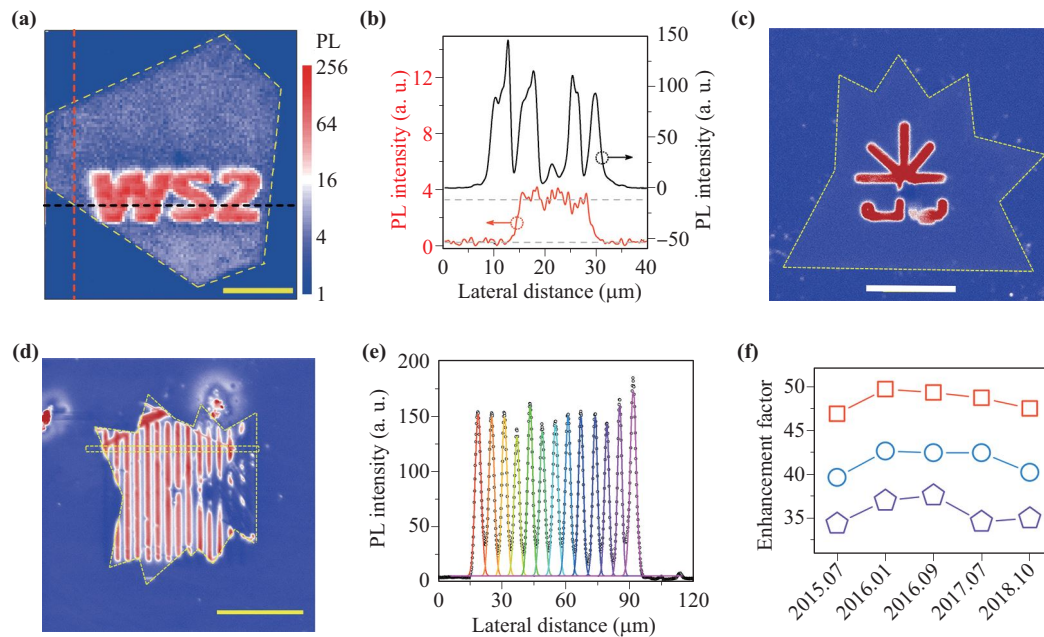 (a)
PL
256
64
16
4
1
WS2
(b)
PL intensity (a. u.)
12
8
4
0
150
100
50
0
−50
PL intensity (a. u.)
0 10 20 30 40
Lateral distance (μm)
(c)
(d)
(e)
PL intensity (a. u.)
200
150
100
50
0
0 30 60 90 120
Lateral distance (μm)
(f)
Enhancement factor
50
45
40
35
2015.07
2016.01
2016.09
2017.07
2018.10